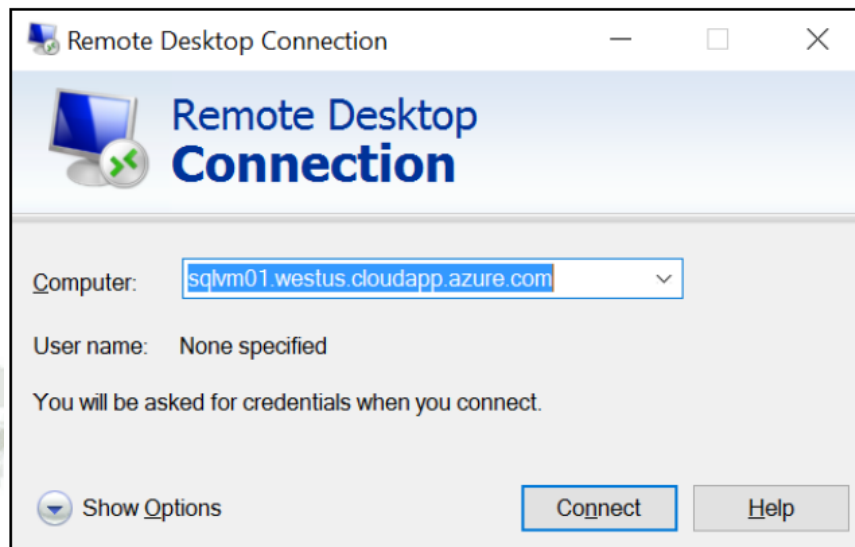 Remote Desktop Connection
Remote Desktop
Connection
Computer: sqlvm01.westus.cloudapp.azure.com
User name: None specified
You will be asked for credentials when you connect.
Show Options Connect Help